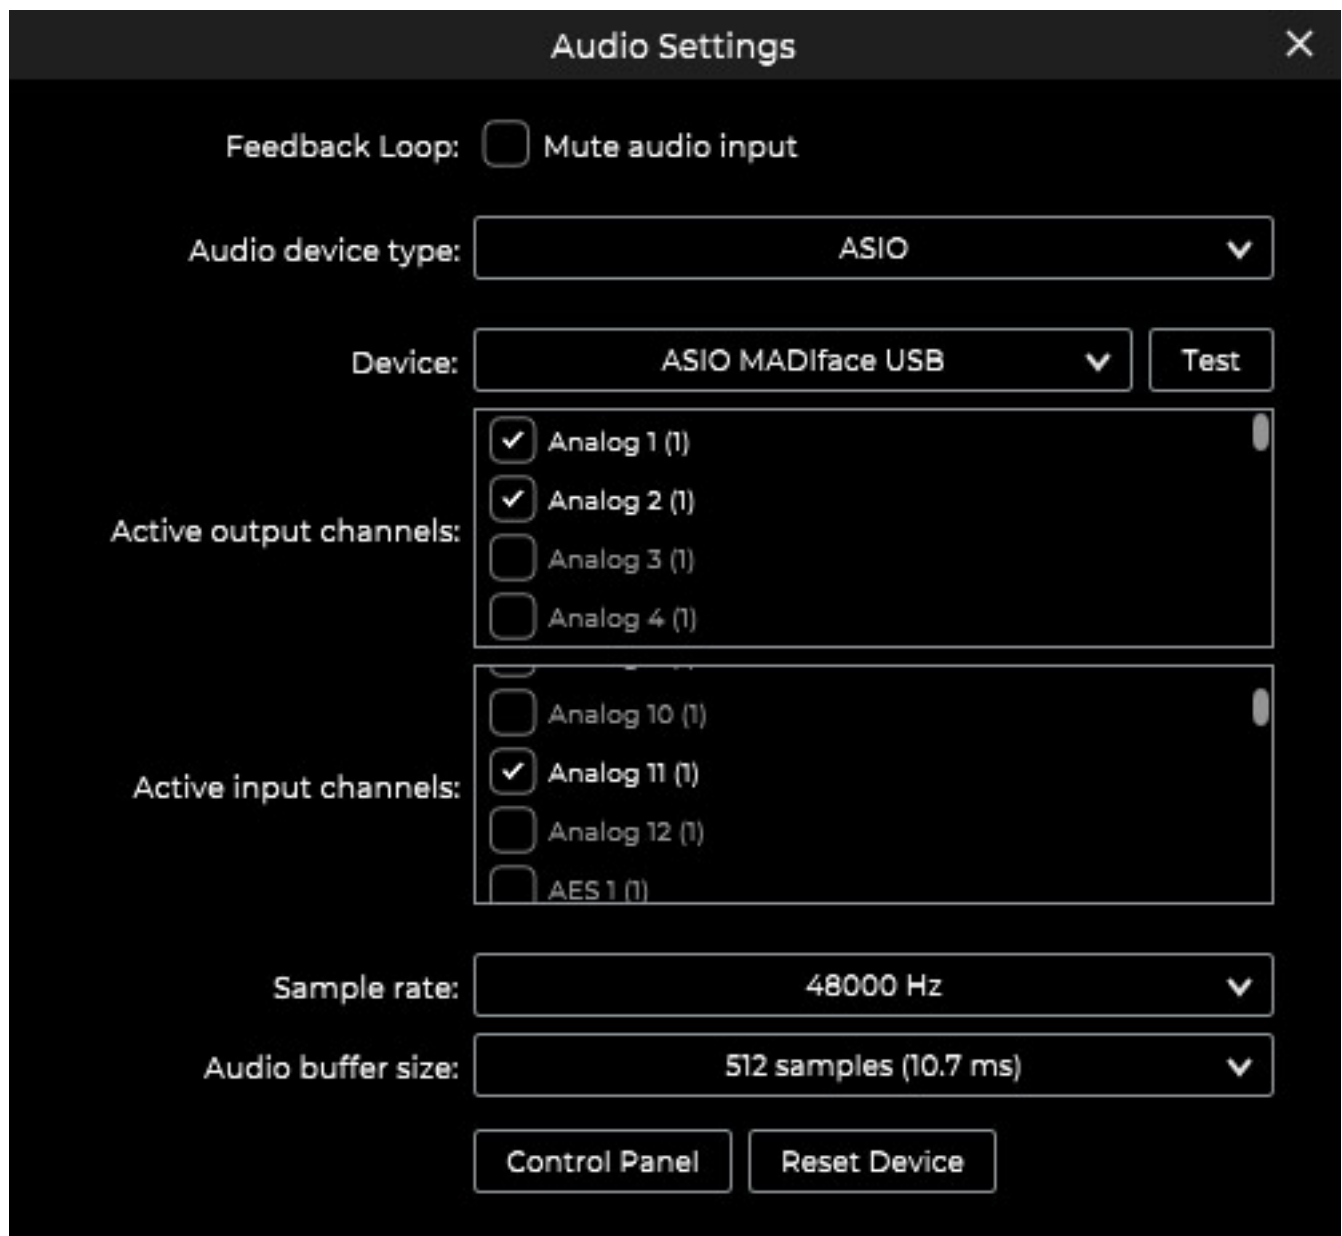 Audio Settings
Feedback Loop: Mute audio input
Audio device type: ASIO
Device: ASIO MADIface USB Test
Active output channels:
Analog 1 (1)
Analog 2 (1)
Analog 3 (1)
Analog 4 (1)
Active input channels:
Analog 10 (1)
Analog 11 (1)
Analog 12 (1)
AES 1 (1)
Sample rate: 48000 Hz
Audio buffer size: 512 samples (10.7 ms)
Control Panel Reset Device